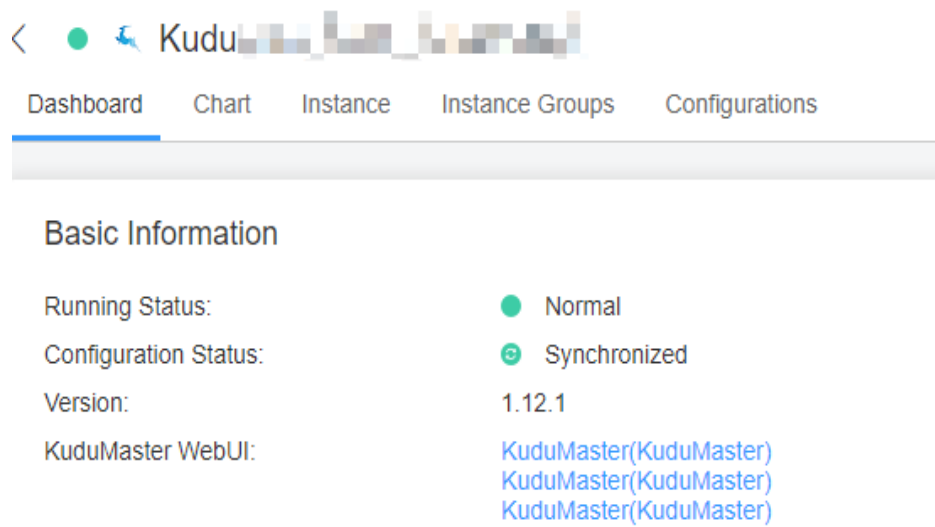 Kudu
Dashboard Chart Instance Instance Groups Configurations
Basic Information
Running Status: Normal
Configuration Status: Synchronized
Version: 1.12.1
KuduMaster WebUI: KuduMaster(KuduMaster)
KuduMaster(KuduMaster)
KuduMaster(KuduMaster)